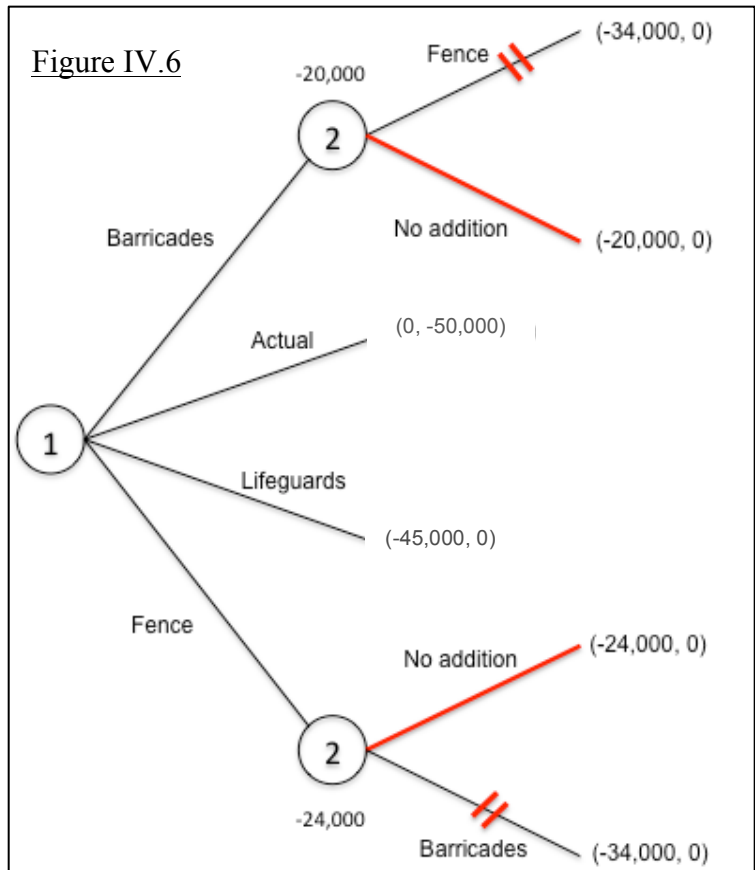 Figure IV.6
-20,000
Fence
(-34,000, 0)
2
No addition
(-20,000, 0)
Barricades
Actual
(0, -50,000)
1
Lifeguards
(-45,000, 0)
Fence
No addition
(-24,000, 0)
2
-24,000
Barricades
(-34,000, 0)